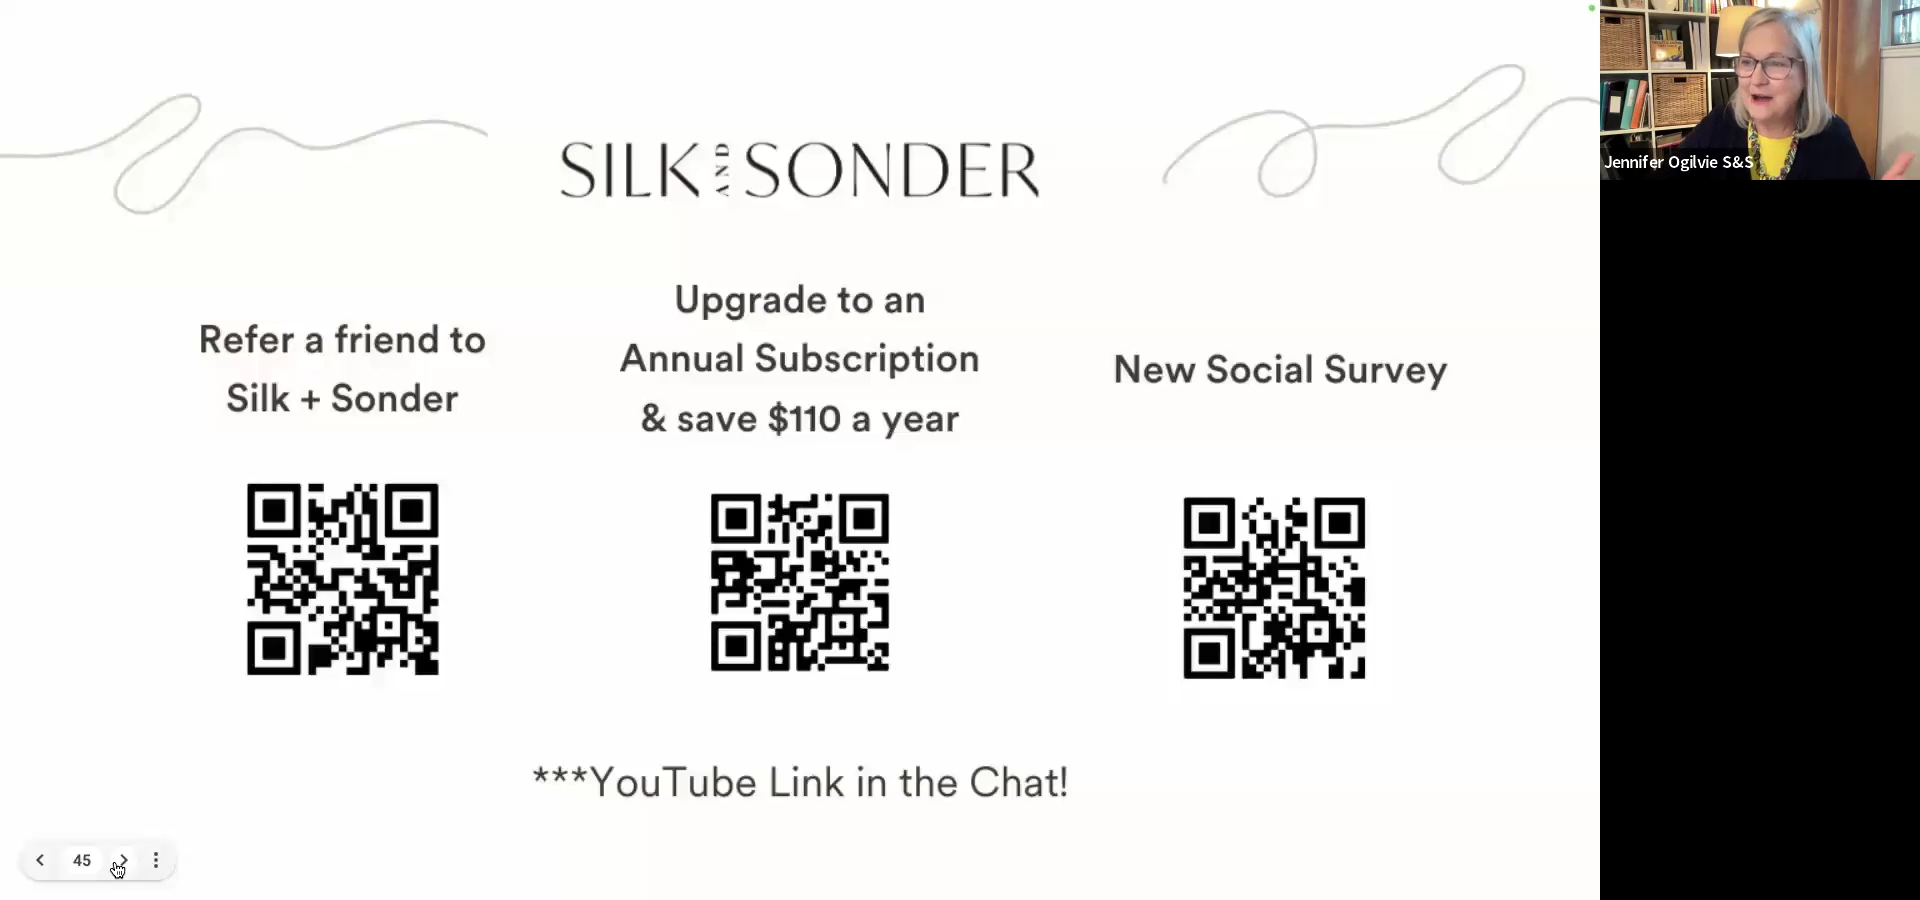 SILK AND SONDER
Refer a friend to
Silk + Sonder
Upgrade to an
Annual Subscription
& save $110 a year
New Social Survey
***YouTube Link in the Chat!
45
Jennifer Ogilvie S&S